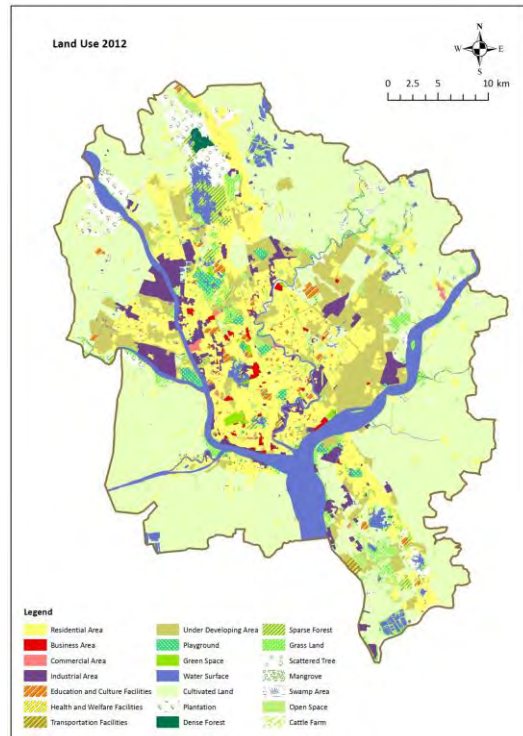 Land Use 2012
N
W E
S
0 2.5 5 10 km
Legend
Residential Area
Business Area
Commercial Area
Industrial Area
Education and Culture Facilities
Health and Welfare Facilities
Transportation Facilities
Under Developing Area
Playground
Green Space
Water Surface
Cultivated Land
Plantation
Dense Forest
Sparse Forest
Grass Land
Scattered Tree
Mangrove
Swamp Area
Open Space
Cattle Farm